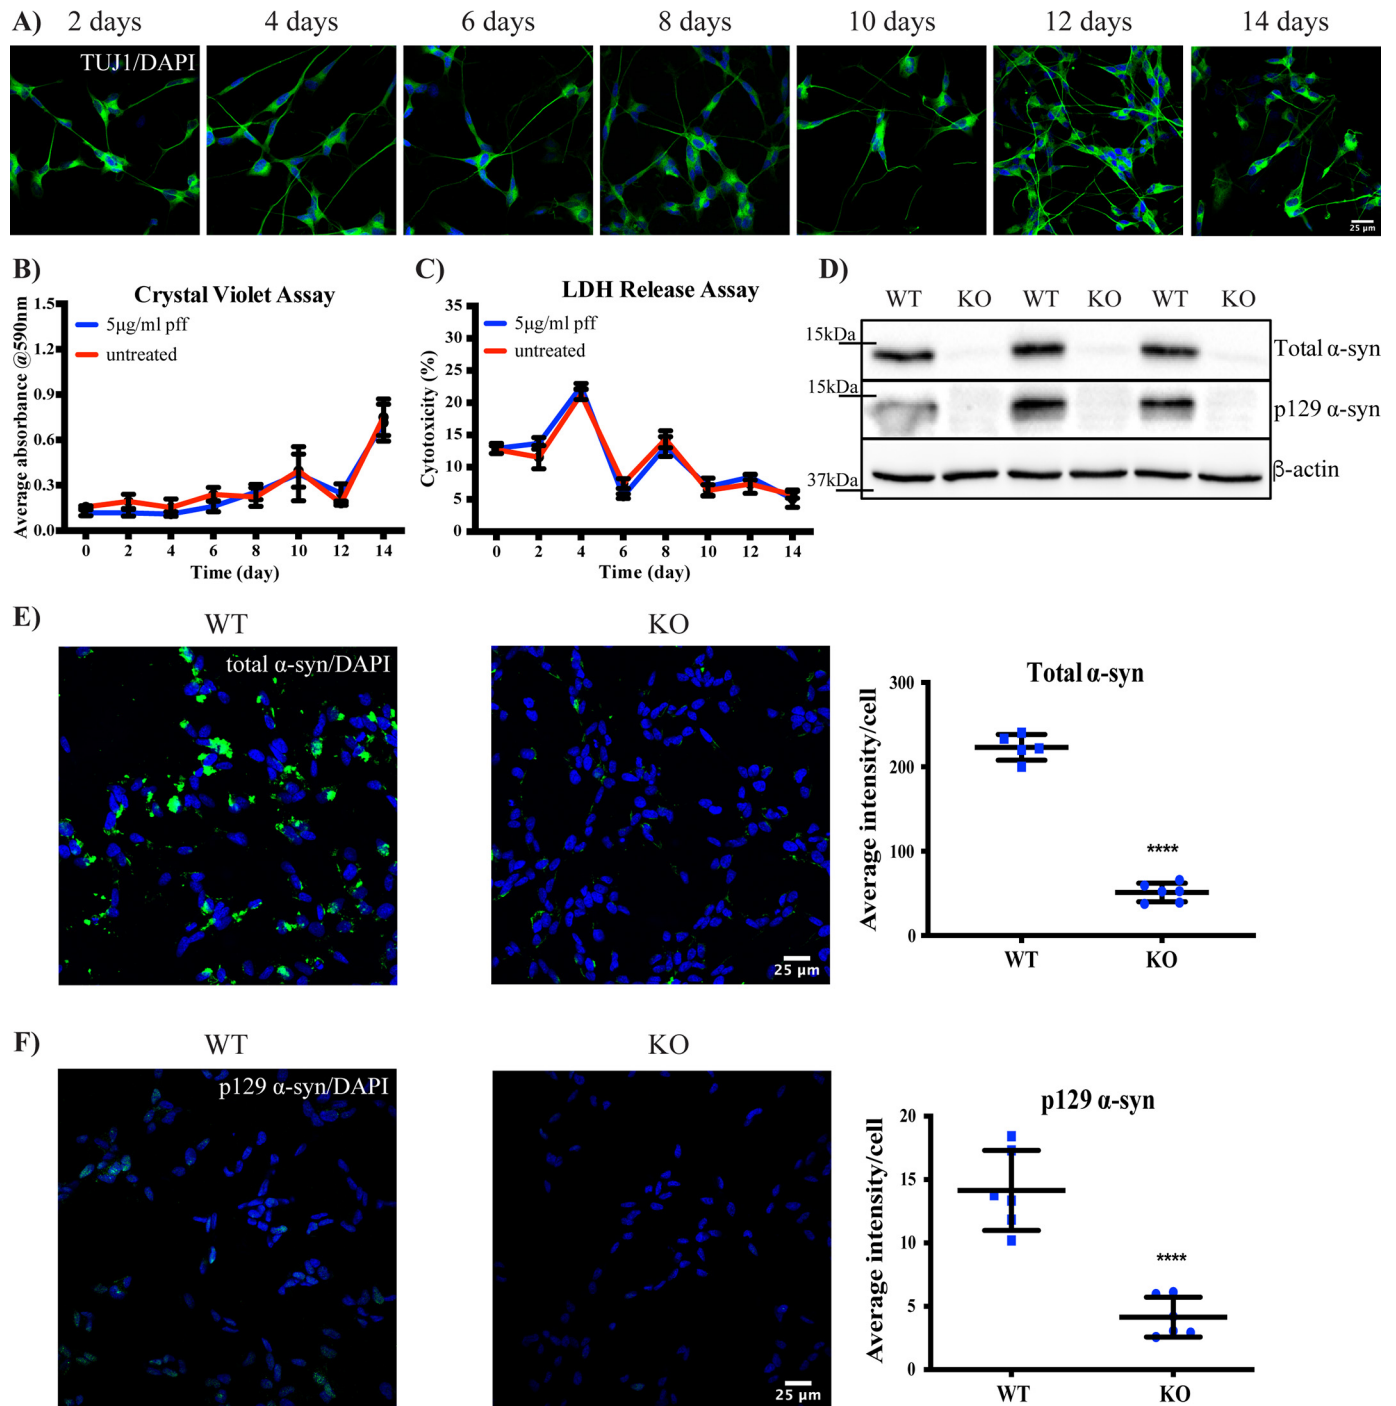 A) 2 days 4 days 6 days 8 days 10 days 12 days 14 days
TUJ1/DAPI
25 μm
B)
Crystal Violet Assay
5μg/ml pff
untreated
Average absorbance @590nm
1.5
1.2
0.9
0.6
0.3
0.0
0 2 4 6 8 10 12 14
Time (day)
C)
LDH Release Assay
5μg/ml pff
untreated
Cytotoxicity (%)
35
30
25
20
15
10
5
0
0 2 4 6 8 10 12 14
Time (day)
D)
WT KO WT KO WT KO
15kDa
Total α-syn
15kDa
p129 α-syn
37kDa
β-actin
E)
WT
total α-syn/DAPI
KO
25 μm
Total α-syn
Average intensity/cell
300
200
100
0
****
WT KO
F)
WT
p129 α-syn/DAPI
KO
25 μm
p129 α-syn
Average intensity/cell
20
15
10
5
0
****
WT KO